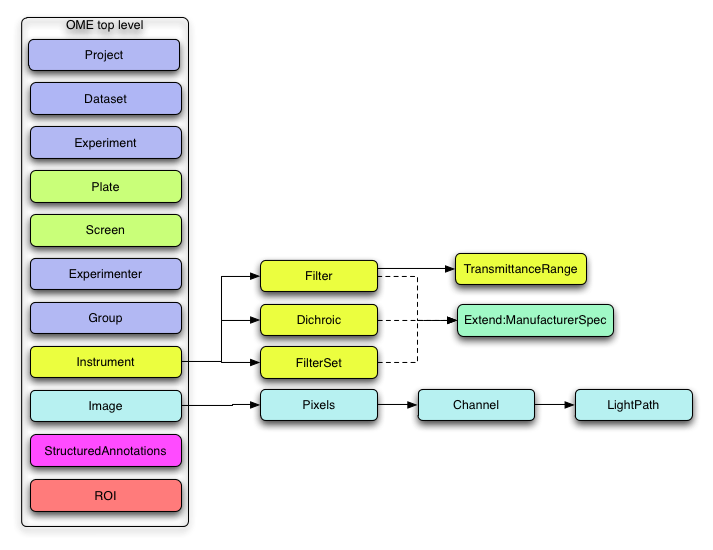 OME top level
Project
Dataset
Experiment
Plate
Screen
Experimenter
Group
Instrument
Image
StructuredAnnotations
ROI
Filter
TransmittanceRange
Dichroic
Extend:ManufacturerSpec
FilterSet
Pixels
Channel
LightPath